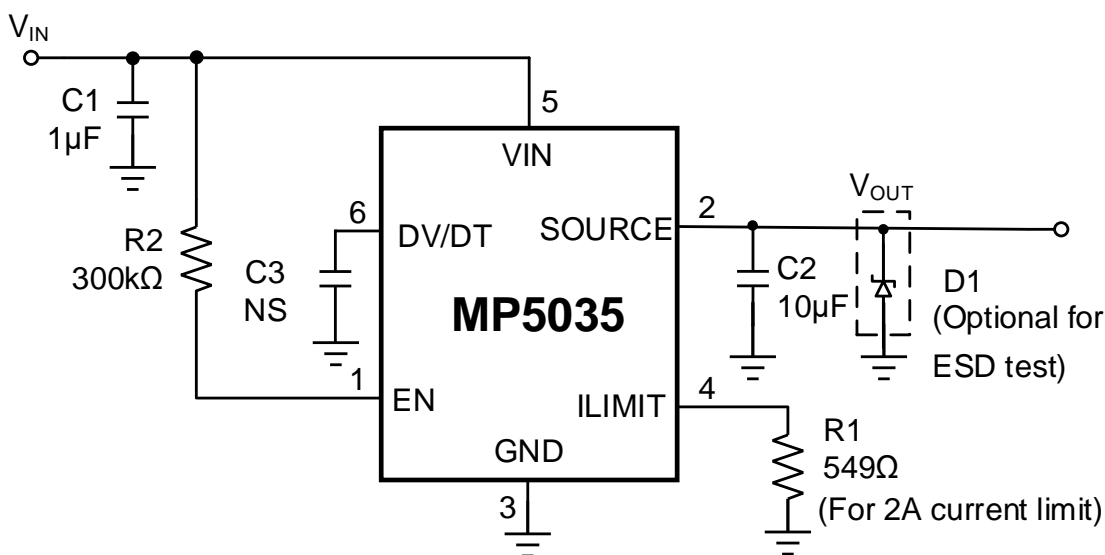 VIN
C1
1µF
5
VIN
VOUT
6
DV/DT
SOURCE
2
R2
300kΩ
C3
NS
MP5035
C2
10µF
D1
(Optional for
ESD test)
1
EN
ILIMIT
4
GND
3
R1
549Ω
(For 2A current limit)